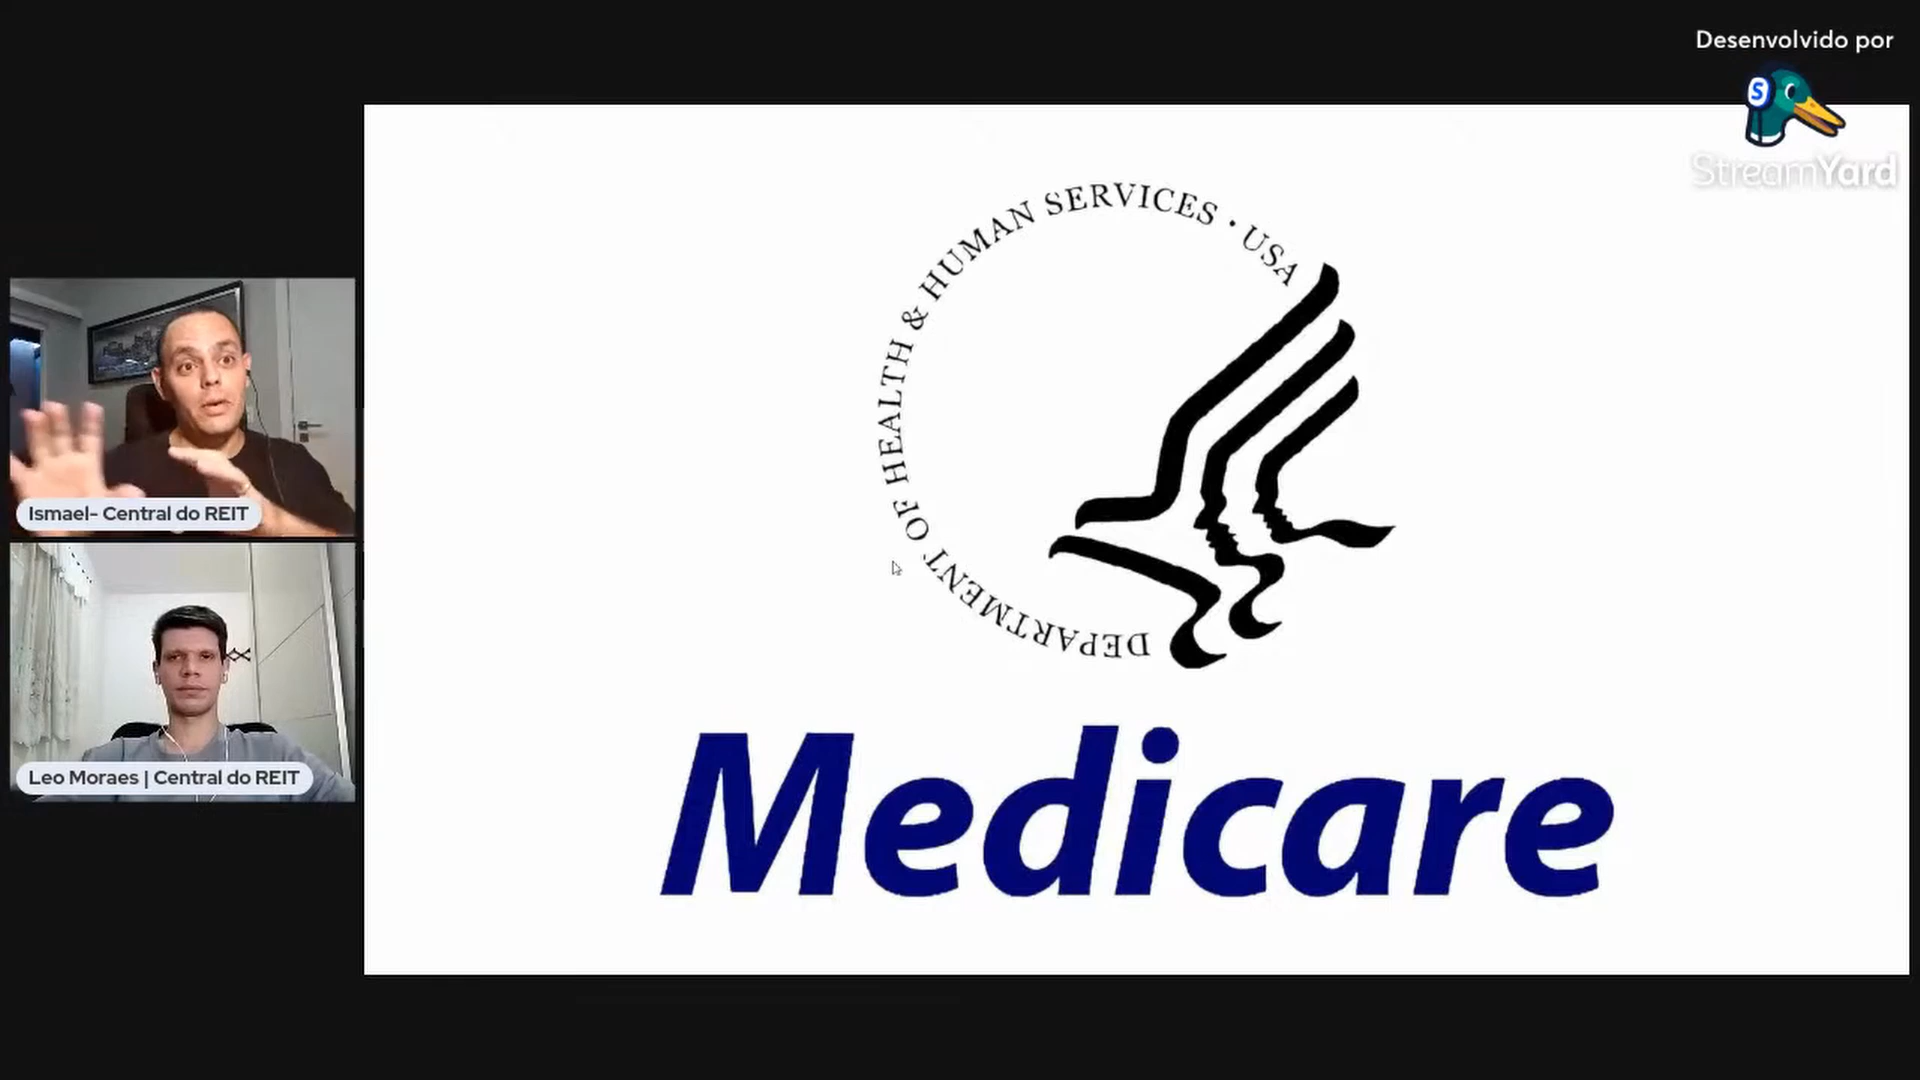 Desenvolvido por
S
StreamYard
DEPARTMENT OF HEALTH & HUMAN SERVICES · USA
Medicare
Ismael- Central do REIT
Leo Moraes | Central do REIT